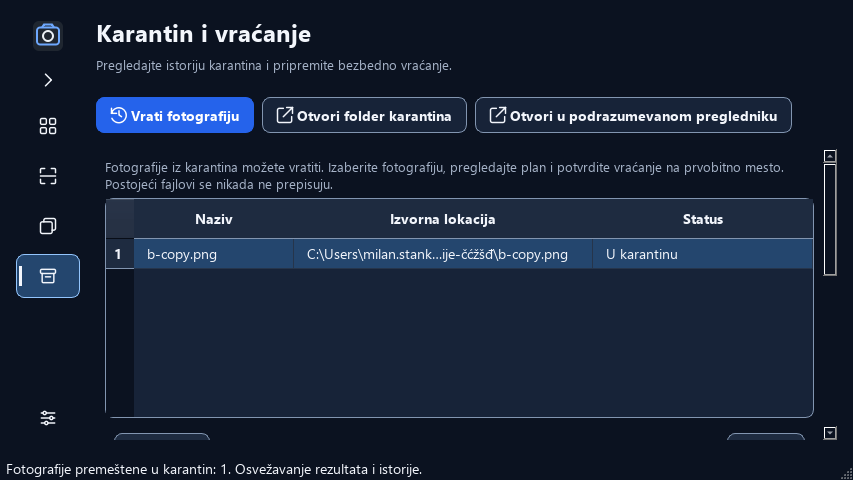 Karantin i vraćanje
Pregledajte istoriju karantina i pripremite bezbedno vraćanje.
Vrati fotografiju
Otvori folder karantina
Otvori u podrazumevanom pregledniku
Fotografije iz karantina možete vratiti. Izaberite fotografiju, pregledajte plan i potvrdite vraćanje na prvobitno mesto.
Postojeći fajlovi se nikada ne prepisuju.
Naziv Izvorna lokacija Status
1 b-copy.png C:\Users\milan.stank...ije-čćžšđ\b-copy.png U karantinu
Fotografije premeštene u karantin: 1. Osvežavanje rezultata i istorije.